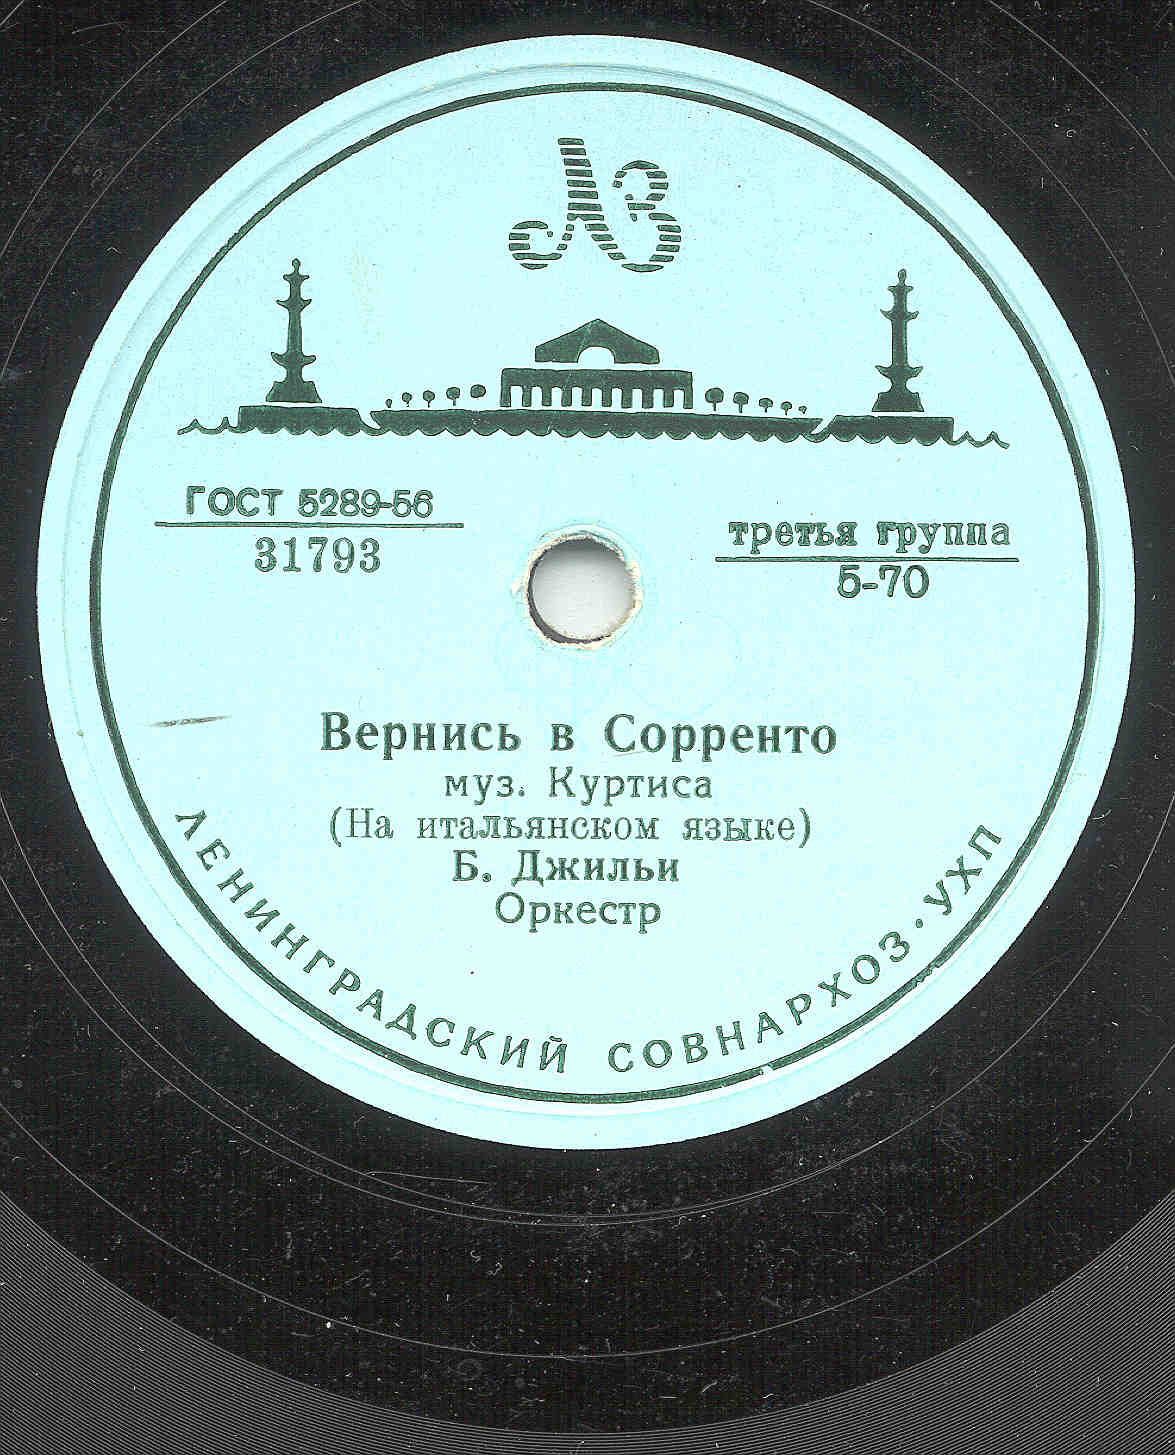 ЛЗ
ГОСТ 5289-56
31793
третья группа
5-70
Вернись в Сорренто
муз. Куртиса
(На итальянском языке)
Б. Джильи
Оркестр
ЛЕНИНГРАДСКИЙ СОВНАРХОЗ · УХП